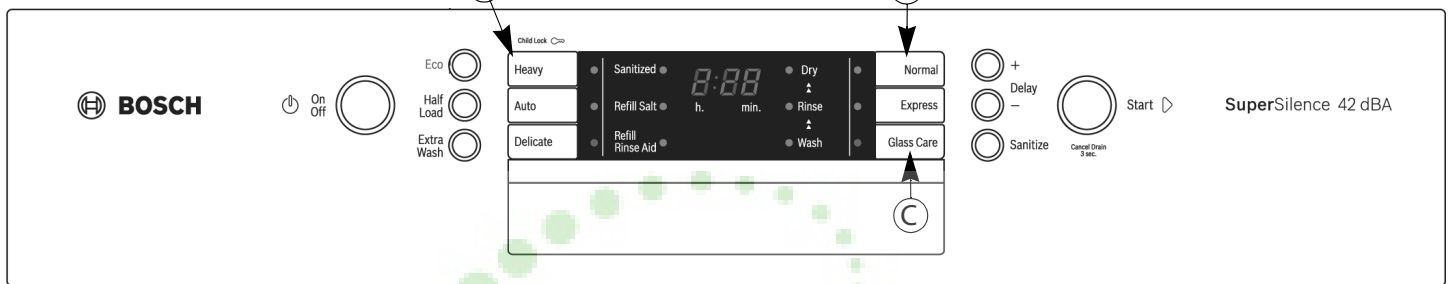 Child Lock
BOSCH
On
Off
Eco
Half
Load
Extra
Wash
Heavy
Auto
Delicate
Sanitized
Refill Salt
Refill
Rinse Aid
8:88
h. min.
Dry
Rinse
Wash
Normal
Express
Glass Care
+
Delay
−
Sanitize
Start
Cancel Drain
3 sec.
SuperSilence 42 dBA
C